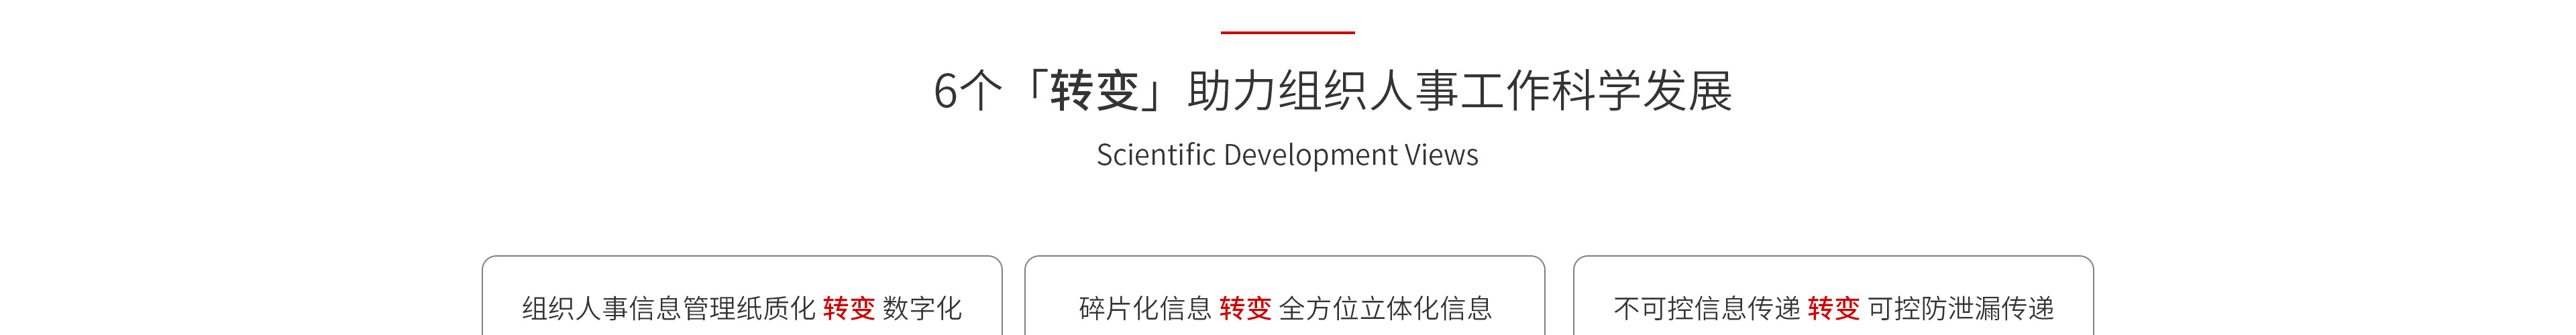 6个「转变」助力组织人事工作科学发展
Scientific Development Views
组织人事信息管理纸质化 转变 数字化
碎片化信息 转变 全方位立体化信息
不可控信息传递 转变 可控防泄漏传递